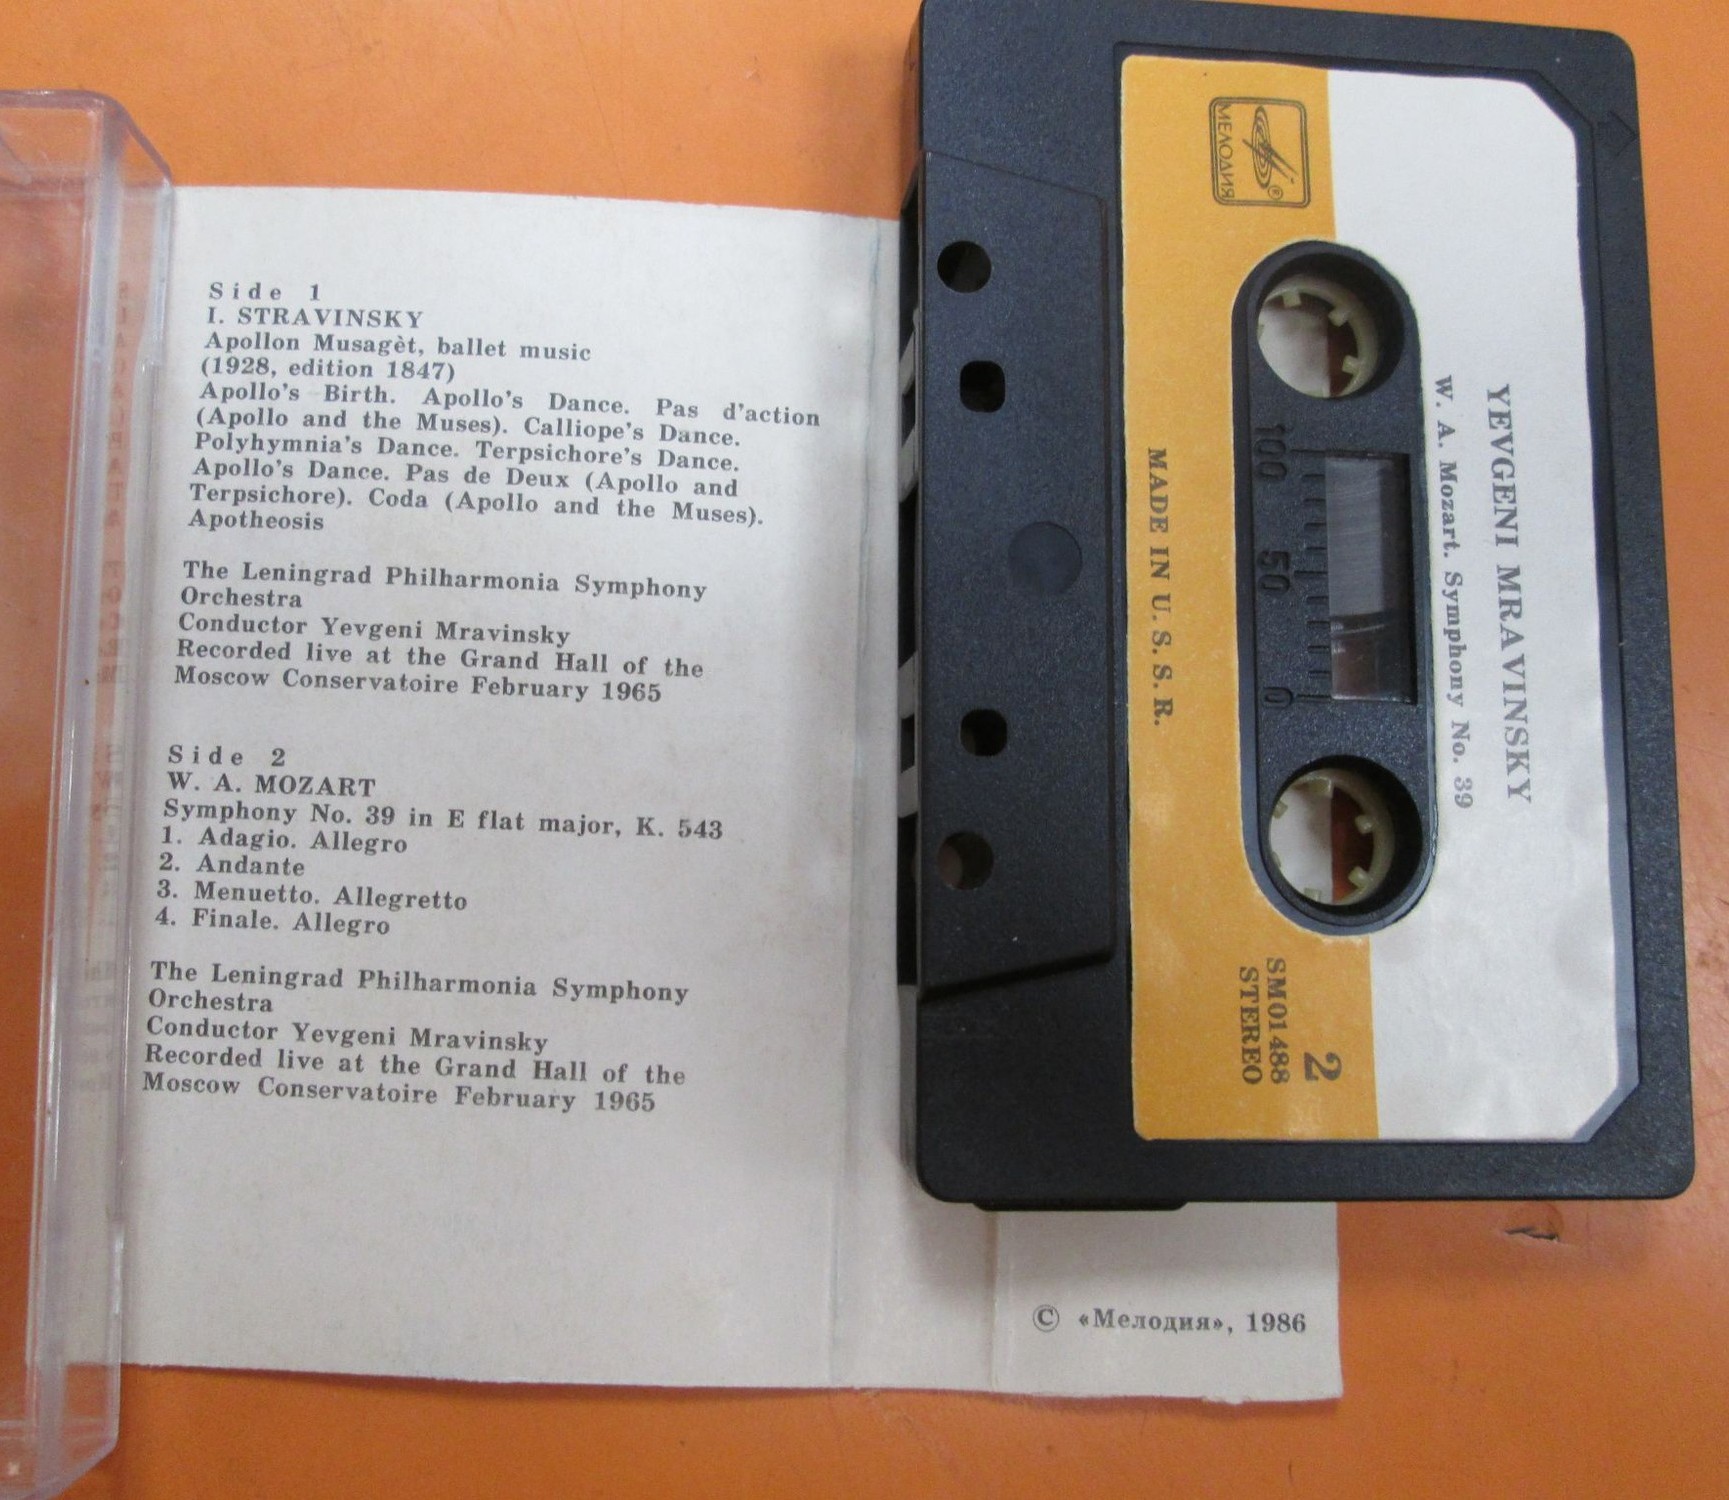 Side 1
I. STRAVINSKY
Apollon Musagèt, ballet music
(1928, edition 1847)
Apollo's Birth. Apollo's Dance. Pas d'action
(Apollo and the Muses). Calliope's Dance.
Polyhymnia's Dance. Terpsichore's Dance.
Apollo's Dance. Pas de Deux (Apollo and
Terpsichore). Coda (Apollo and the Muses).
Apotheosis
The Leningrad Philharmonia Symphony
Orchestra
Conductor Yevgeni Mravinsky
Recorded live at the Grand Hall of the
Moscow Conservatoire February 1965
Side 2
W. A. MOZART
Symphony No. 39 in E flat major, K. 543
1. Adagio. Allegro
2. Andante
3. Menuetto. Allegretto
4. Finale. Allegro
The Leningrad Philharmonia Symphony
Orchestra
Conductor Yevgeni Mravinsky
Recorded live at the Grand Hall of the
Moscow Conservatoire February 1965
© «Мелодия», 1986
YEVGENI MRAVINSKY
W. A. Mozart. Symphony No. 39
МЕЛОДИЯ ®
100 50 0
2
SM01488
STEREO
MADE IN U. S. S. R.